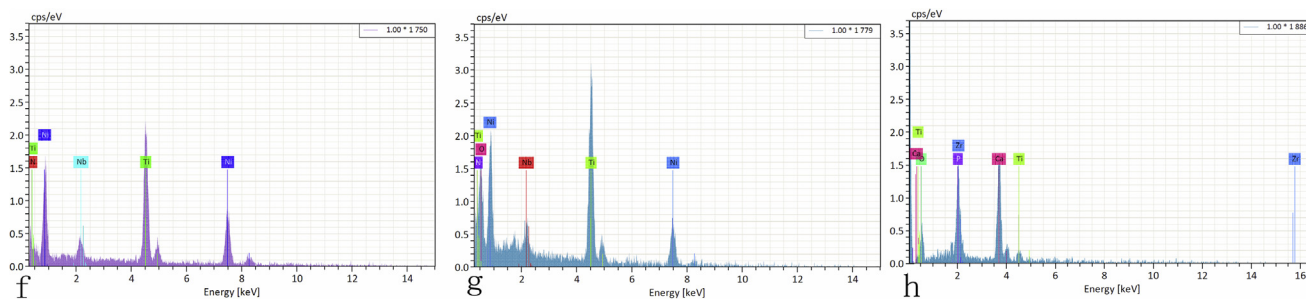 cps/eV
1.00 * 1 750
3.5
3.0
2.5
2.0
1.5
1.0
0.5
0.0
Ni
Ti
N
Nb
Ti
Ni
2 4 6 8 10 12 14
Energy [keV]
f
cps/eV
1.00 * 1 779
3.5
3.0
2.5
2.0
1.5
1.0
0.5
0.0
Ni
Ti
O
Nb
Ti
Ni
2 4 6 8 10 12 14
Energy [keV]
g
cps/eV
1.00 * 1 886
3.5
3.0
2.5
2.0
1.5
1.0
0.5
0.0
Ti
Zr
Ca
P
Ca
Ti
Zr
2 4 6 8 10 12 14 16
Energy [keV]
h